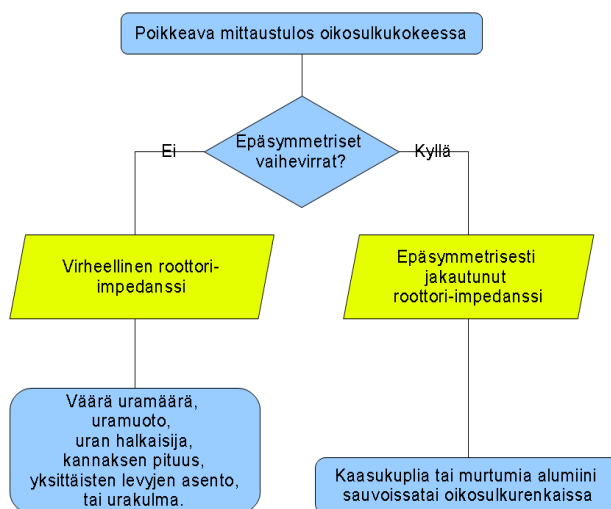 Poikkeava mittaustulos oikosulkukokeessa
Epäsymmetriset
vaihevirrat?
Ei
Kyllä
Virheellinen roottori-
impedanssi
Epäsymmetrisesti
jakautunut
roottori-impedanssi
Väärä uramäärä,
uramuoto,
uran halkaisija,
kannaksen pituus,
yksittäisten levyjen asento,
tai urakulma.
Kaasukuplia tai murtumia alumiini
sauvoissatai oikosulkurenkaissa